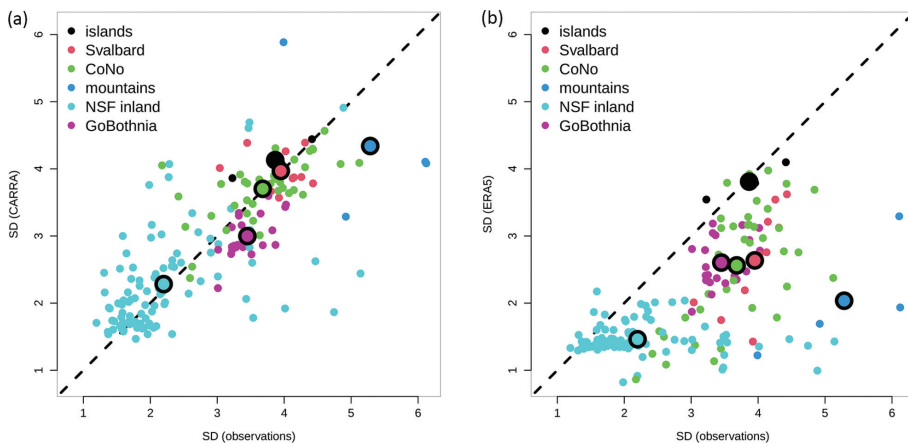 (a)
islands
Svalbard
CoNo
mountains
NSF inland
GoBothnia
SD (CARRA)
6
5
4
3
2
1
1 2 3 4 5 6
SD (observations)
(b)
islands
Svalbard
CoNo
mountains
NSF inland
GoBothnia
SD (ERA5)
6
5
4
3
2
1
1 2 3 4 5 6
SD (observations)